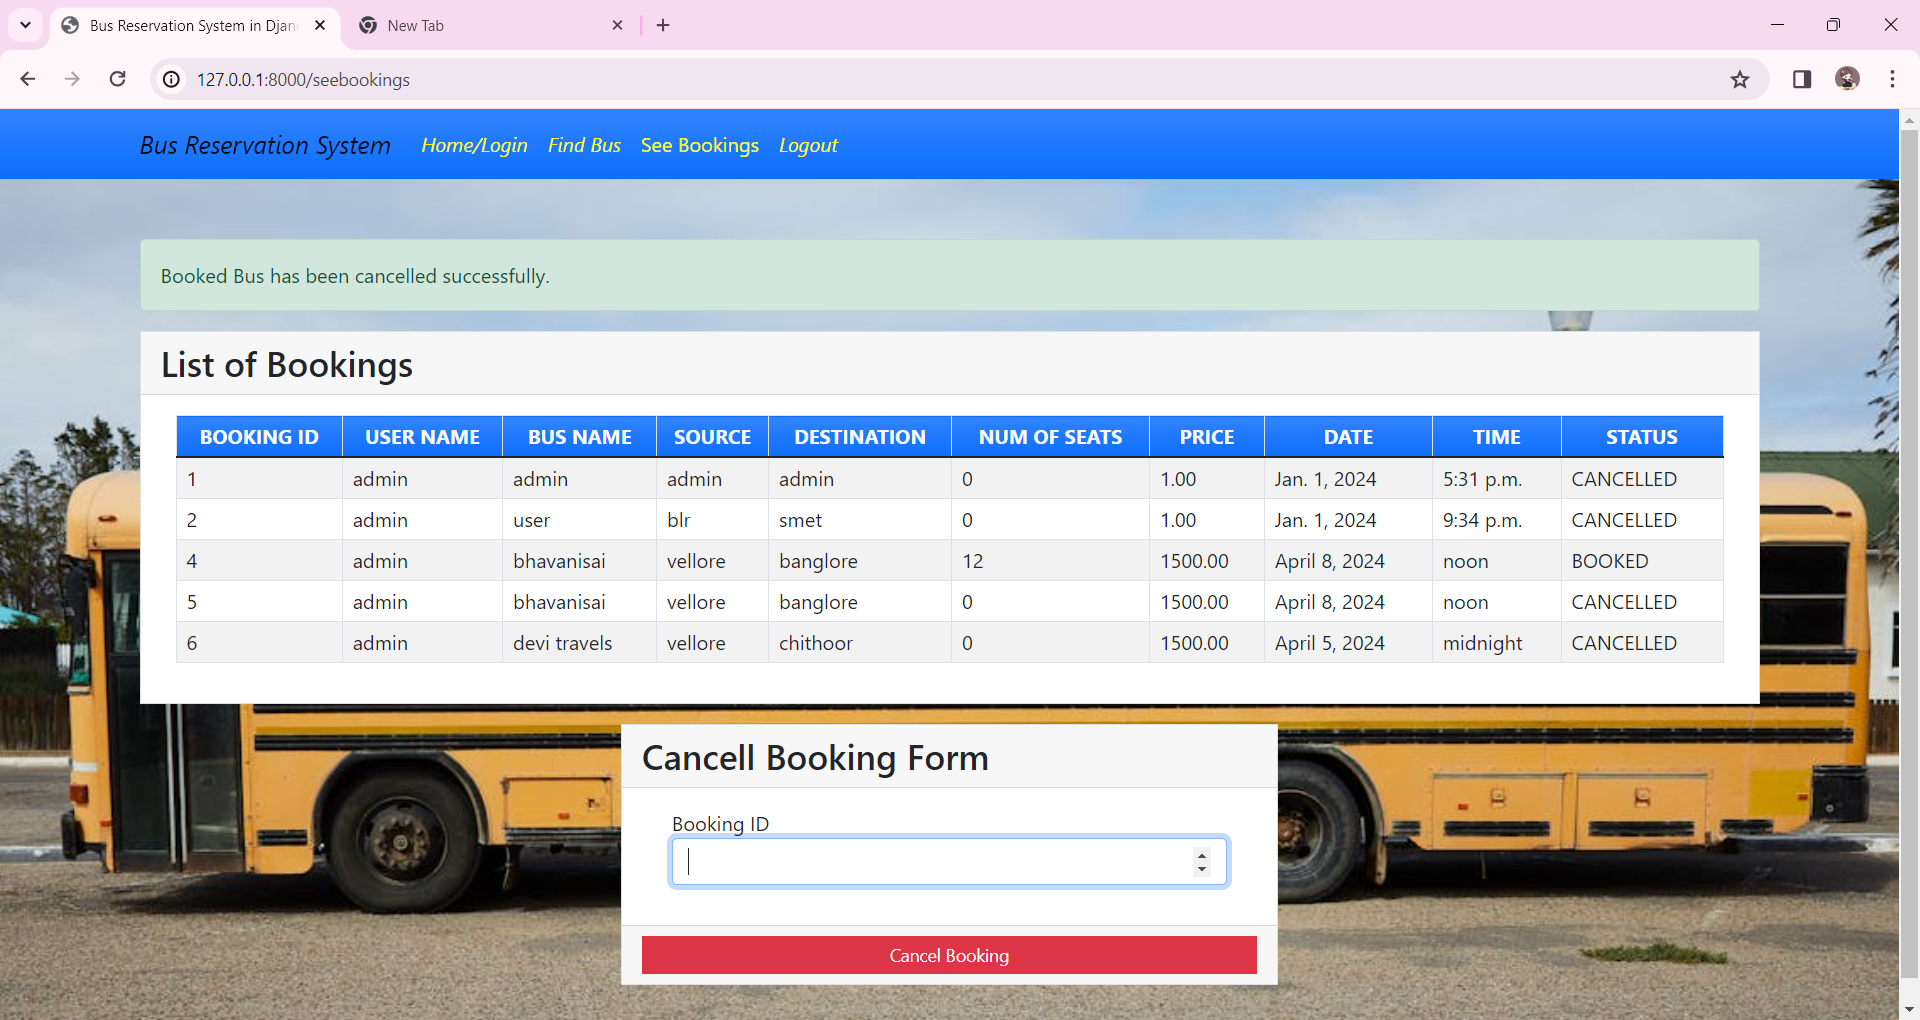 Bus Reservation System in Djan
New Tab
127.0.0.1:8000/seebookings
Bus Reservation System Home/Login Find Bus See Bookings Logout
Booked Bus has been cancelled successfully.
List of Bookings
BOOKING ID USER NAME BUS NAME SOURCE DESTINATION NUM OF SEATS PRICE DATE TIME STATUS
1 admin admin admin admin 0 1.00 Jan. 1, 2024 5:31 p.m. CANCELLED
2 admin user blr smet 0 1.00 Jan. 1, 2024 9:34 p.m. CANCELLED
4 admin bhavanisai vellore banglore 12 1500.00 April 8, 2024 noon BOOKED
5 admin bhavanisai vellore banglore 0 1500.00 April 8, 2024 noon CANCELLED
6 admin devi travels vellore chithoor 0 1500.00 April 5, 2024 midnight CANCELLED
Cancell Booking Form
Booking ID
Cancel Booking